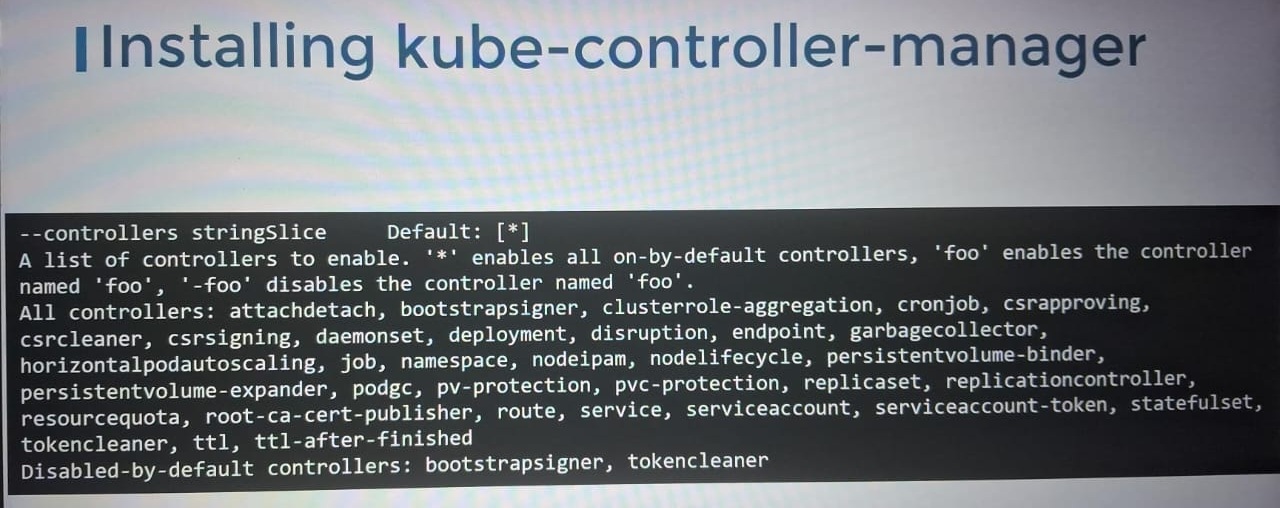 Installing kube-controller-manager
--controllers stringSlice     Default: [*]
A list of controllers to enable. '*' enables all on-by-default controllers, 'foo' enables the controller
named 'foo', '-foo' disables the controller named 'foo'.
All controllers: attachdetach, bootstrapsigner, clusterrole-aggregation, cronjob, csrapproving,
csrcleaner, csrsigning, daemonset, deployment, disruption, endpoint, garbagecollector,
horizontalpodautoscaling, job, namespace, nodeipam, nodelifecycle, persistentvolume-binder,
persistentvolume-expander, podgc, pv-protection, pvc-protection, replicaset, replicationcontroller,
resourcequota, root-ca-cert-publisher, route, service, serviceaccount, serviceaccount-token, statefulset,
tokencleaner, ttl, ttl-after-finished
Disabled-by-default controllers: bootstrapsigner, tokencleaner